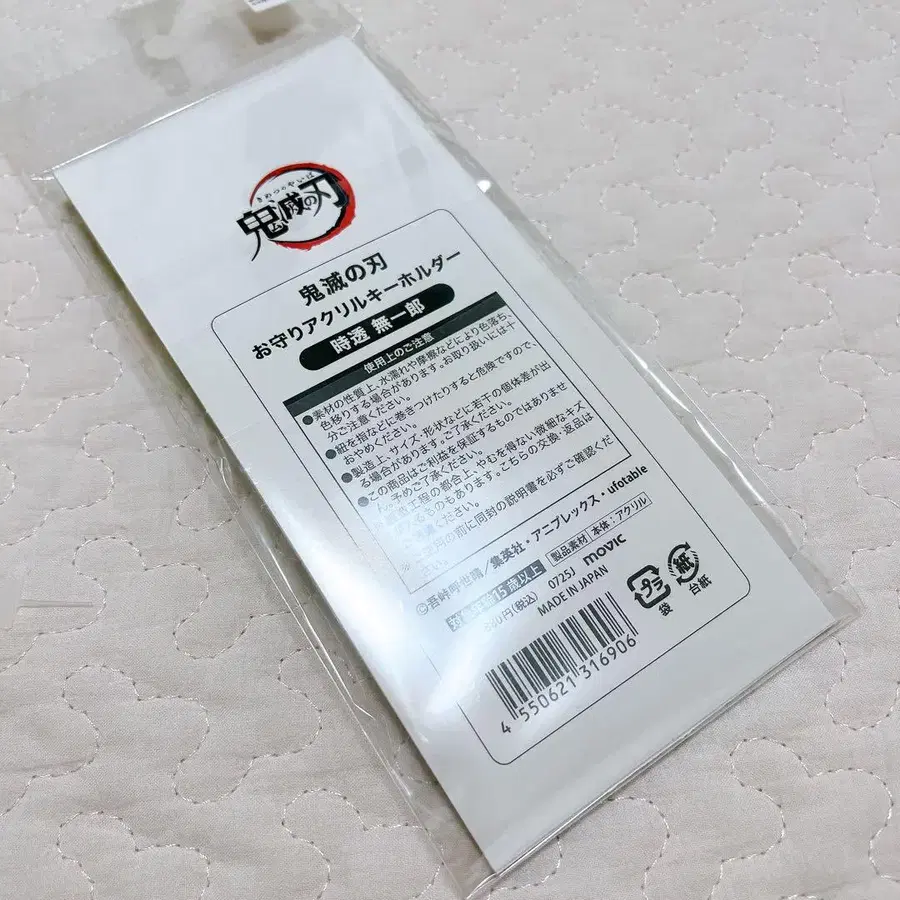 きめつのやいば
鬼滅の刃
鬼滅の刃
お守りアクリルキーホルダー
時透 無一郎
使用上のご注意
●素材の性質上、水濡れや摩擦などにより色落ち、
色移りする場合があります。お取り扱いには十
分ご注意ください。
●紐を指などに巻きつけたりすると危険ですので、
おやめください。
●製造上、サイズ・形状などに若干の個体差が出
る場合があります。ご了承ください。
●この商品はご利益を保証するものではありませ
ん。予めご了承ください。
工程の都合上、やむを得ない微細なキズ
ものもあります。こちらの交換・返品は
ください。
の前に同封の説明書を必ずご確認くだ
さい。
©吾峠呼世晴/集英社・アニプレックス・ufotable
15歳以上 製品素材 本体:アクリル
円(税込) 0725J movic
MADE IN JAPAN
プラ 紙
袋 台紙
4 550621 316906